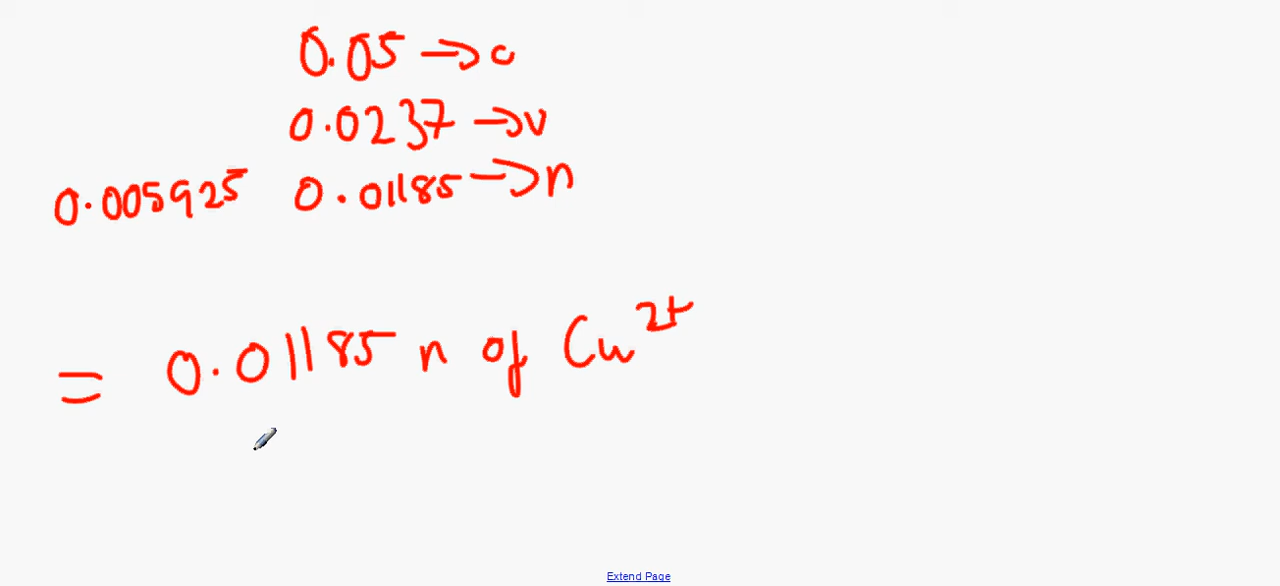 0.05 → c
0.0237 → v
0.005925 0.01185 → n
= 0.01185 n of Cu²⁺
Extend Page